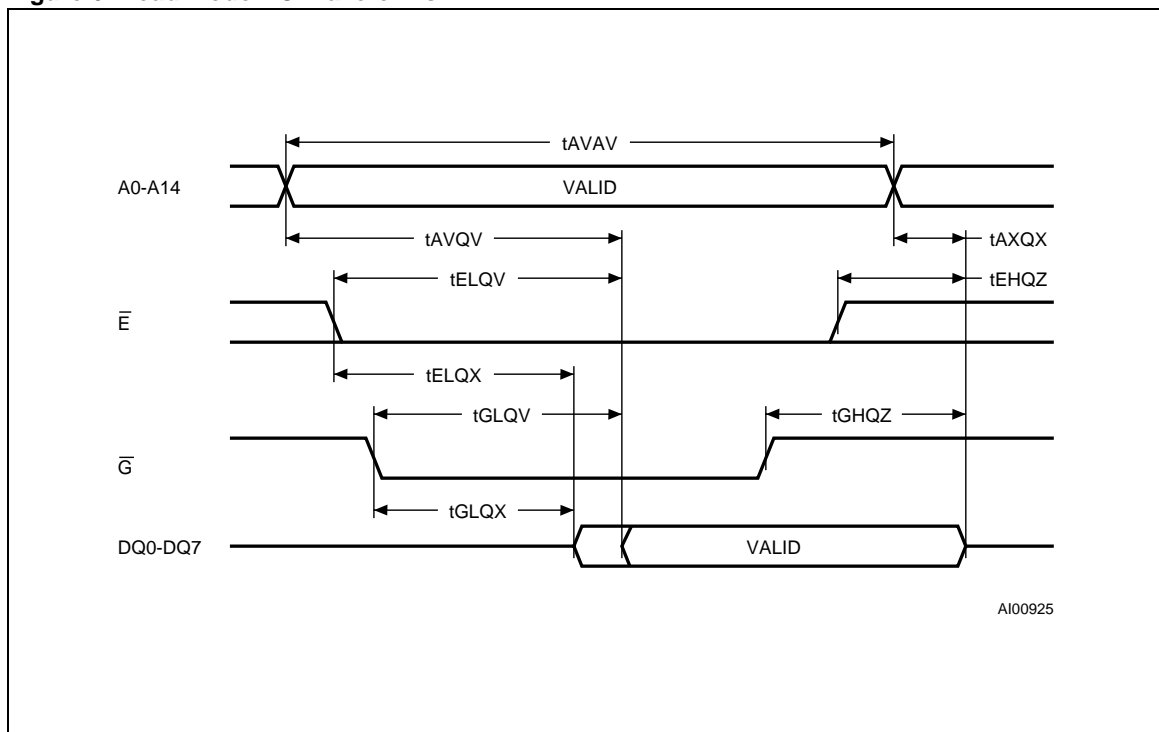 tAVAV
A0-A14
VALID
tAVQV
tAXQX
tELQV
tEHQZ
E̅
tELQX
tGLQV
tGHQZ
G̅
tGLQX
DQ0-DQ7
VALID
AI00925